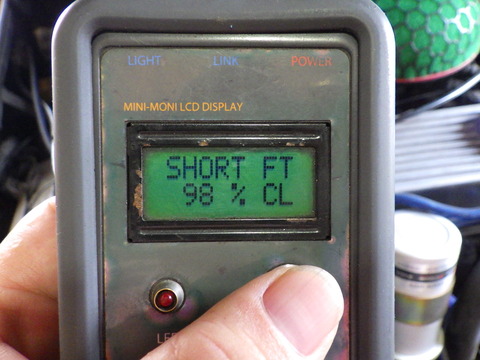 LIGHT LINK POWER
MINI-MONI LCD DISPLAY
SHORT FT
98 % CL